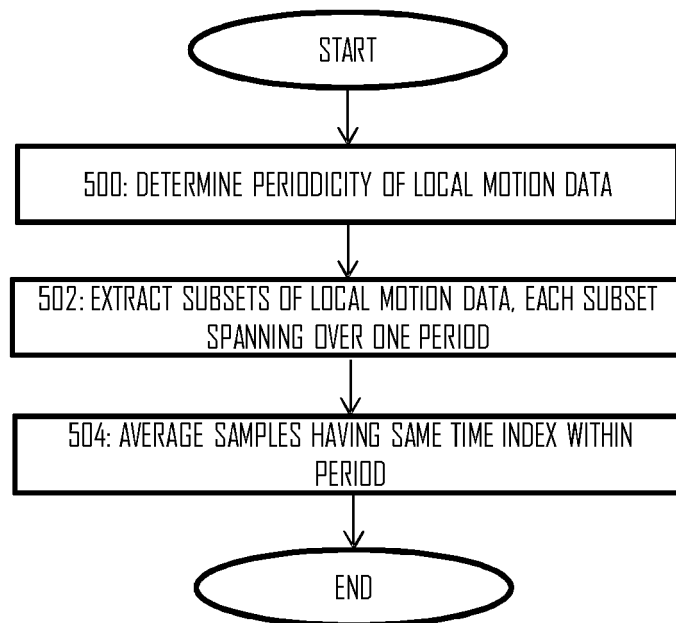 START
500: DETERMINE PERIODICITY OF LOCAL MOTION DATA
502: EXTRACT SUBSETS OF LOCAL MOTION DATA, EACH SUBSET
SPANNING OVER ONE PERIOD
504: AVERAGE SAMPLES HAVING SAME TIME INDEX WITHIN
PERIOD
END